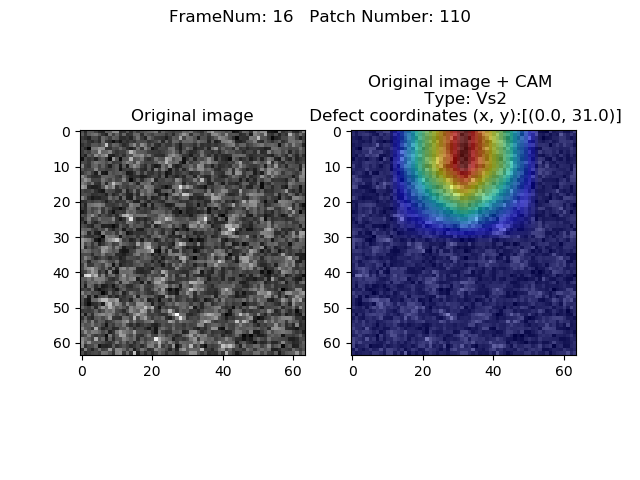 FrameNum: 16   Patch Number: 110
Original image
0
10
20
30
40
50
60
0 20 40 60
Original image + CAM
Type: Vs2
Defect coordinates (x, y):[(0.0, 31.0)]
0
10
20
30
40
50
60
0 20 40 60